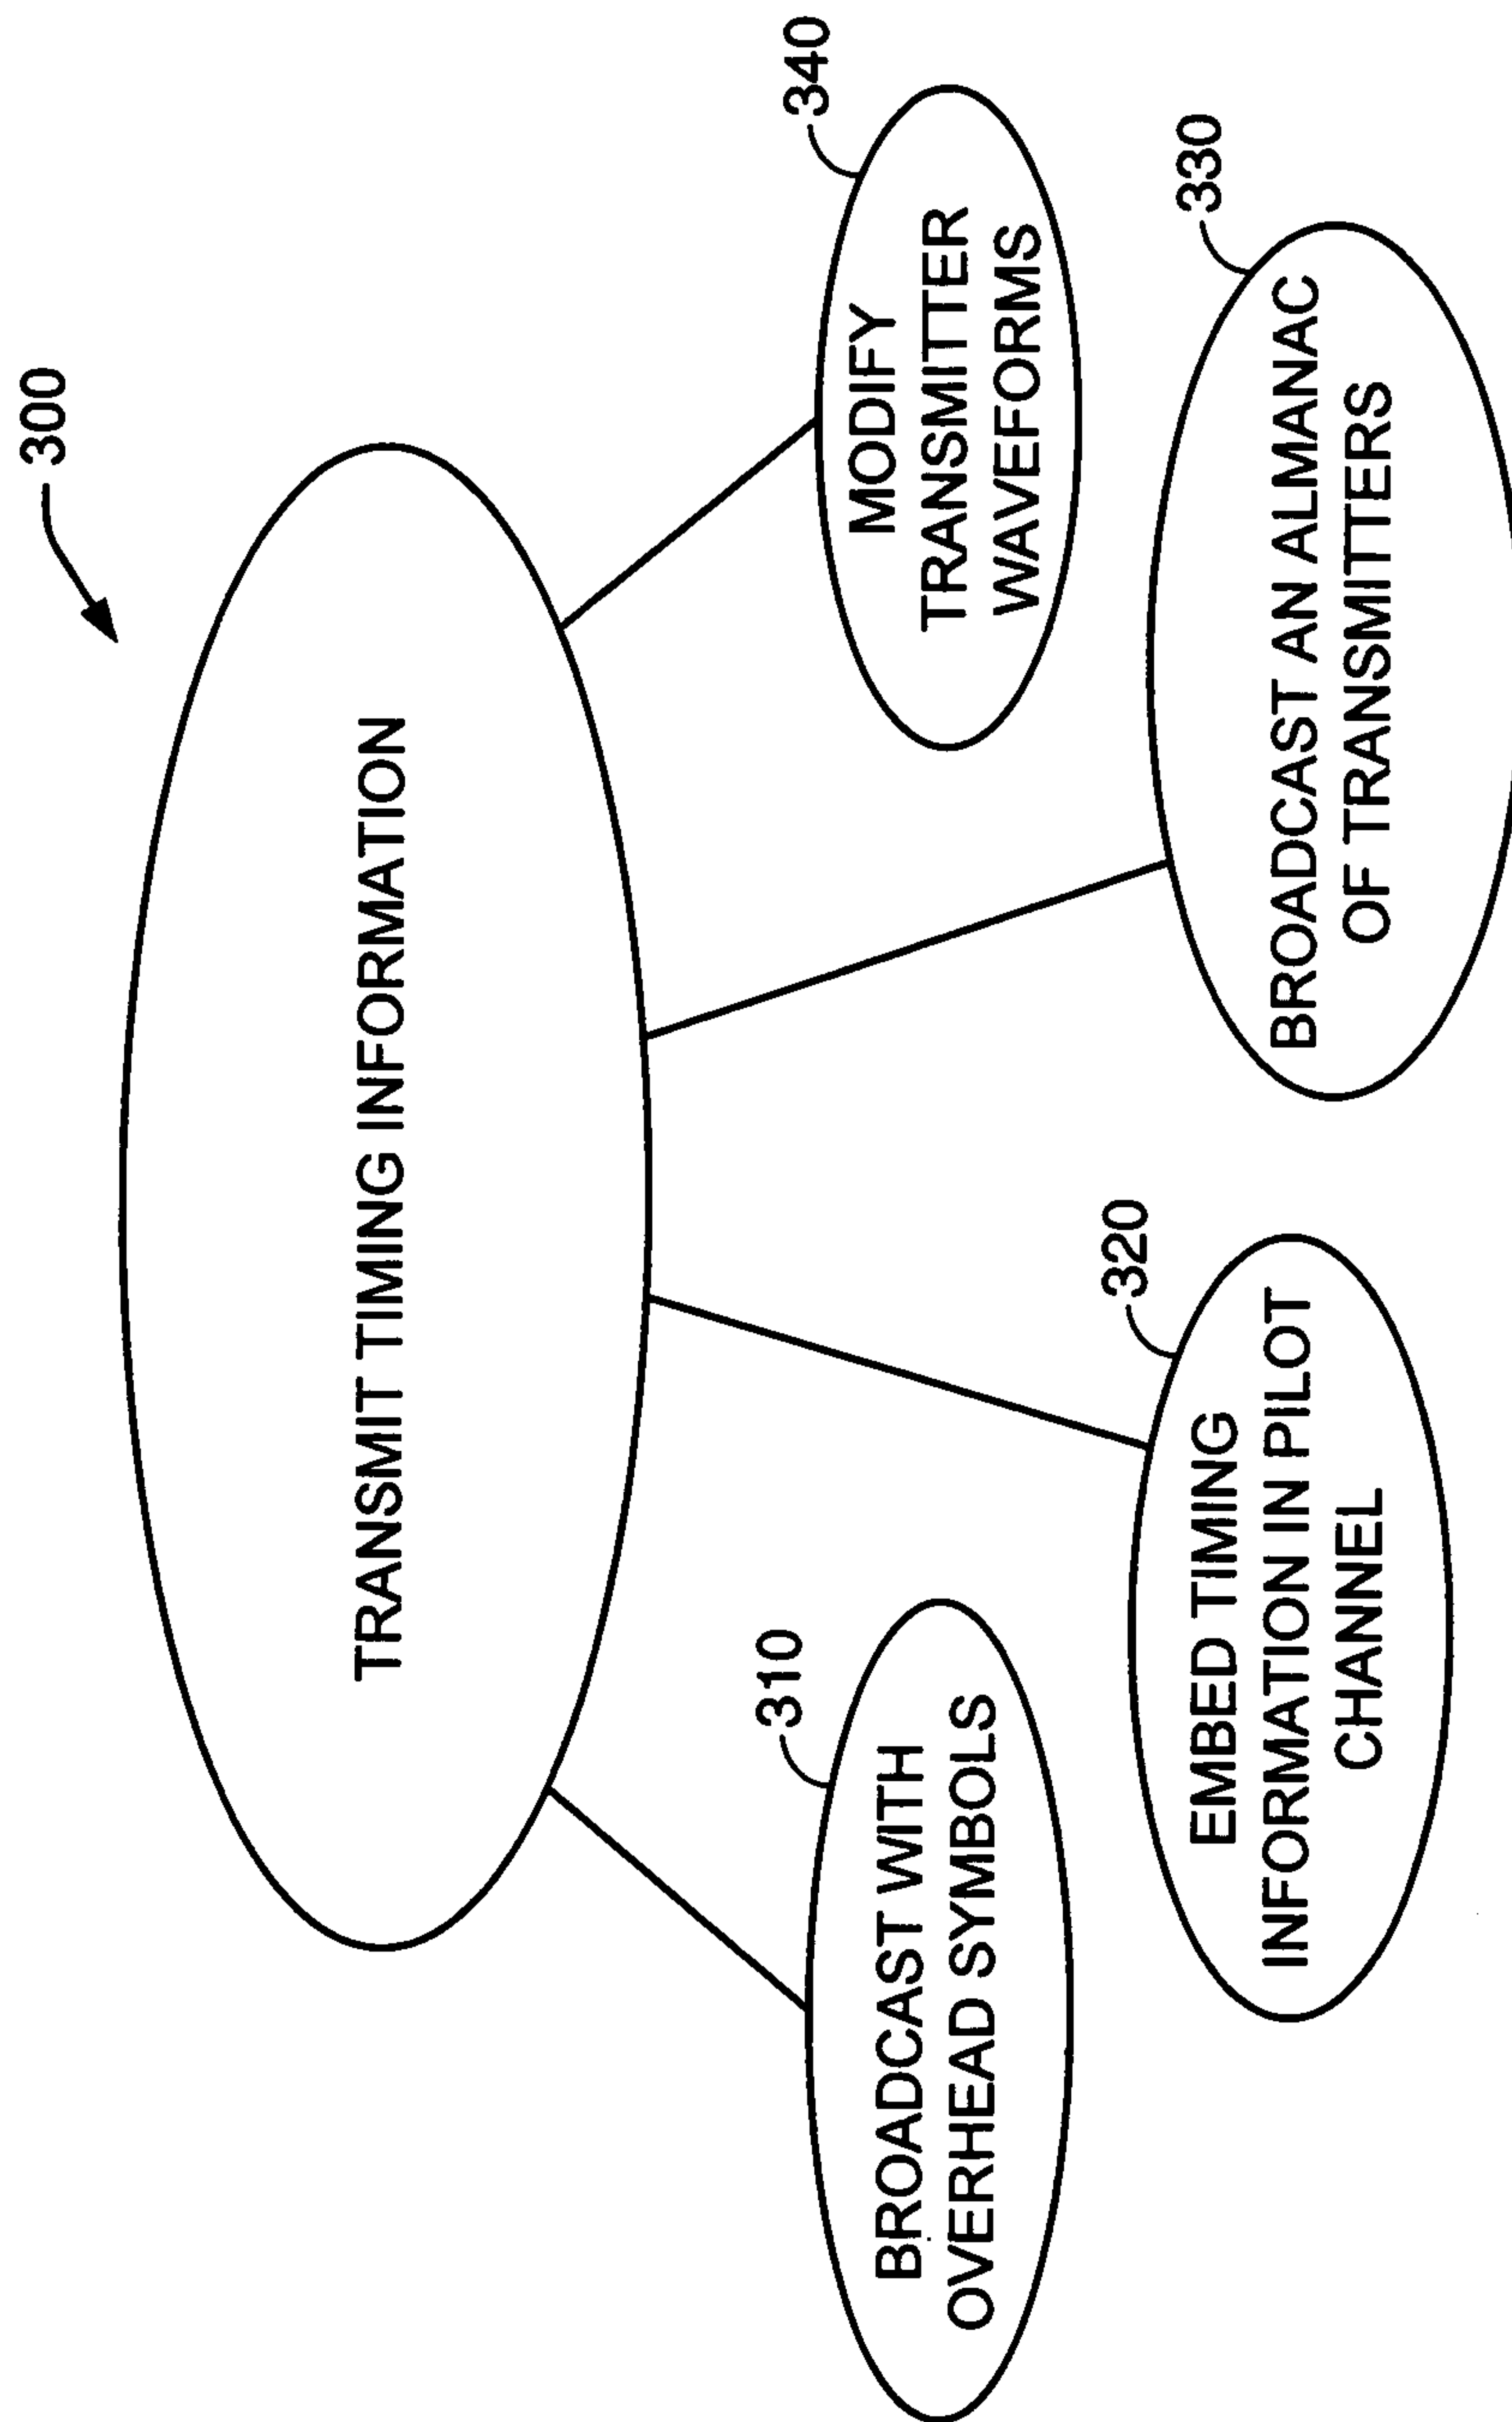 300
TRANSMIT TIMING INFORMATION
310
BROADCAST WITH
OVERHEAD SYMBOLS
320
EMBED TIMING
INFORMATION IN PILOT
CHANNEL
330
BROADCAST AN ALMANAC
OF TRANSMITTERS
340
MODIFY
TRANSMITTER
WAVEFORMS